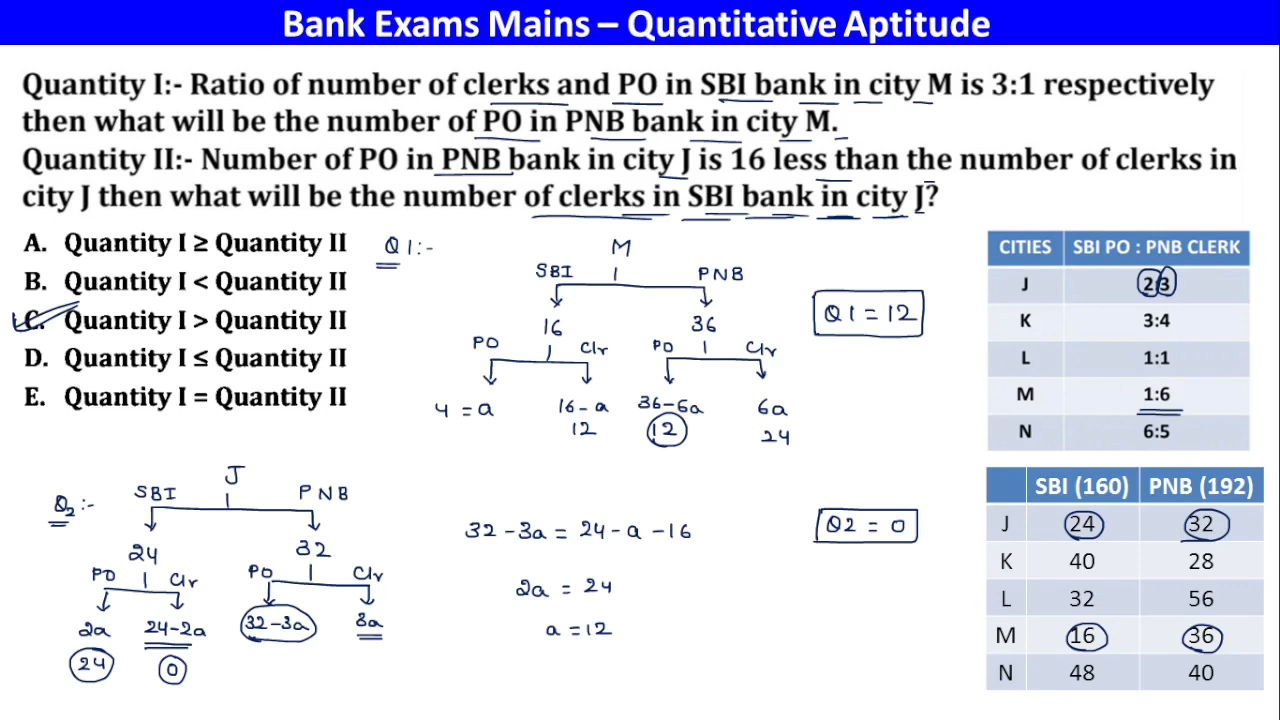 Bank Exams Mains – Quantitative Aptitude
Quantity I:- Ratio of number of clerks and PO in SBI bank in city M is 3:1 respectively
then what will be the number of PO in PNB bank in city M.
Quantity II:- Number of PO in PNB bank in city J is 16 less than the number of clerks in
city J then what will be the number of clerks in SBI bank in city J?
A. Quantity I ≥ Quantity II
B. Quantity I < Quantity II
C. Quantity I > Quantity II
D. Quantity I ≤ Quantity II
E. Quantity I = Quantity II
Q1:-
M
SBI PNB
16 36
PO Clr PO Clr
4 = a 16-a 36-6a 6a
12 12 24
Q1 = 12
CITIES SBI PO : PNB CLERK
J 2:3
K 3:4
L 1:1
M 1:6
N 6:5
Q2:-
J
SBI PNB
24 32
PO Clr PO Clr
2a 24-2a 32-3a 3a
24 0
32-3a = 24-a-16
2a = 24
a = 12
Q2 = 0
SBI (160) PNB (192)
J 24 32
K 40 28
L 32 56
M 16 36
N 48 40